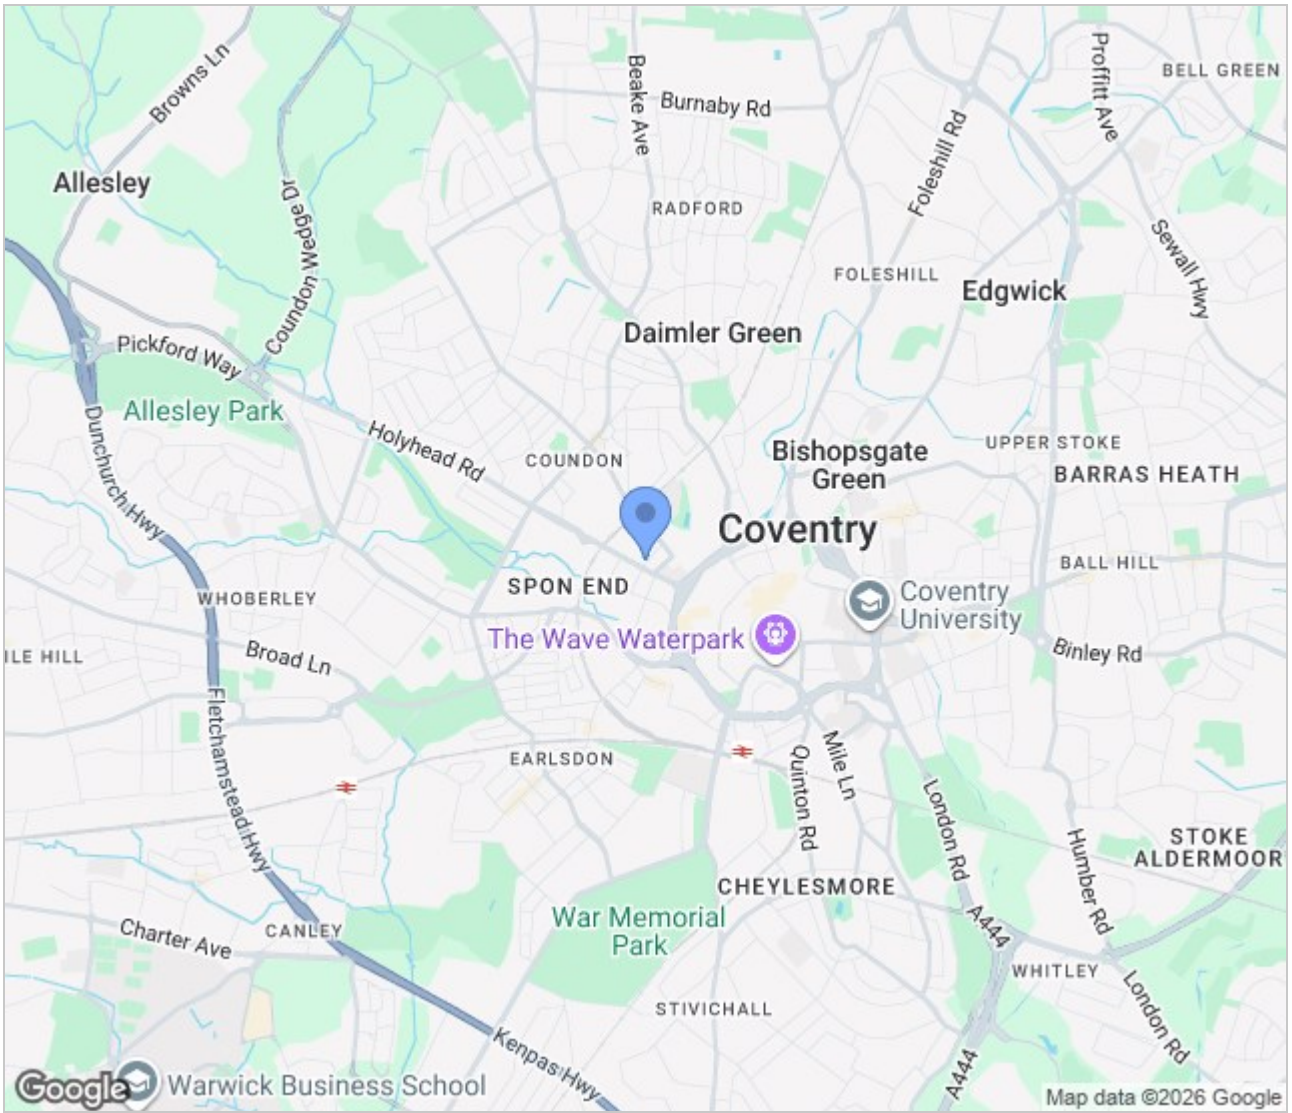 BELL GREEN
Proffitt Ave
Browns Ln
Beake Ave
Burnaby Rd
Foleshill Rd
Allesley
Coundon Wedge Dr
RADFORD
Sewall Hwy
FOLESHILL
Edgwick
Daimler Green
Pickford Way
Allesley Park
Dunchurch Hwy
Holyhead Rd
COUNDON
Bishopsgate
Green
UPPER STOKE
BARRAS HEATH
Coventry
BALL HILL
SPON END
WHOBERLEY
Coventry
University
The Wave Waterpark
Binley Rd
ILE HILL
Broad Ln
Fletchamstead Hwy
EARLSDON
Quinton Rd
Mile Ln
London Rd
Humber Rd
STOKE
ALDERMOOR
CHEYLESMORE
War Memorial
Park
A444
Charter Ave
CANLEY
WHITLEY
London Rd
STIVICHALL
Kenpas Hwy
A444
Google
Warwick Business School
Map data ©2026 Google